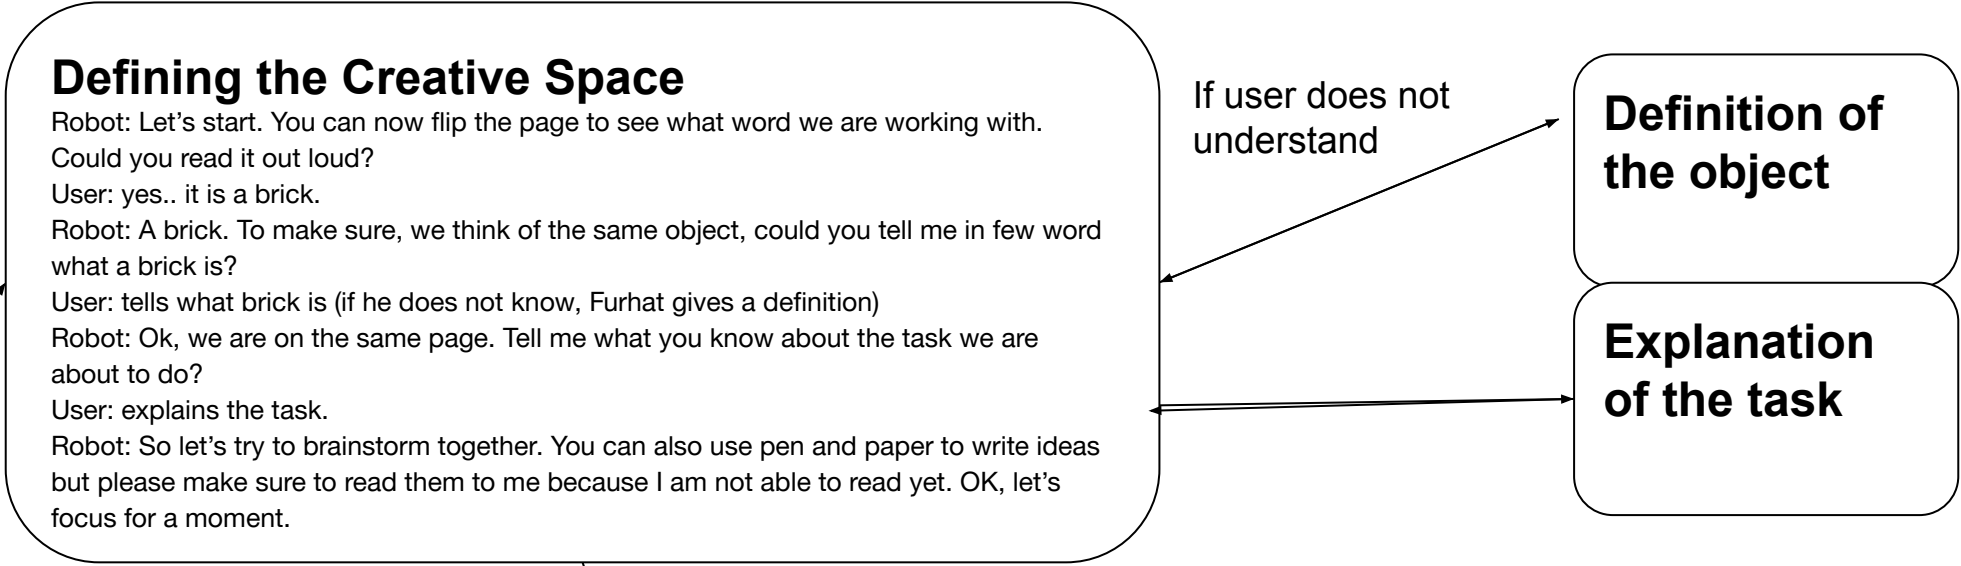 Defining the Creative Space
Robot: Let’s start. You can now flip the page to see what word we are working with.
Could you read it out loud?
User: yes.. it is a brick.
Robot: A brick. To make sure, we think of the same object, could you tell me in few word
what a brick is?
User: tells what brick is (if he does not know, Furhat gives a definition)
Robot: Ok, we are on the same page. Tell me what you know about the task we are
about to do?
User: explains the task.
Robot: So let’s try to brainstorm together. You can also use pen and paper to write ideas
but please make sure to read them to me because I am not able to read yet. OK, let’s
focus for a moment.
If user does not
understand
Definition of
the object
Explanation
of the task